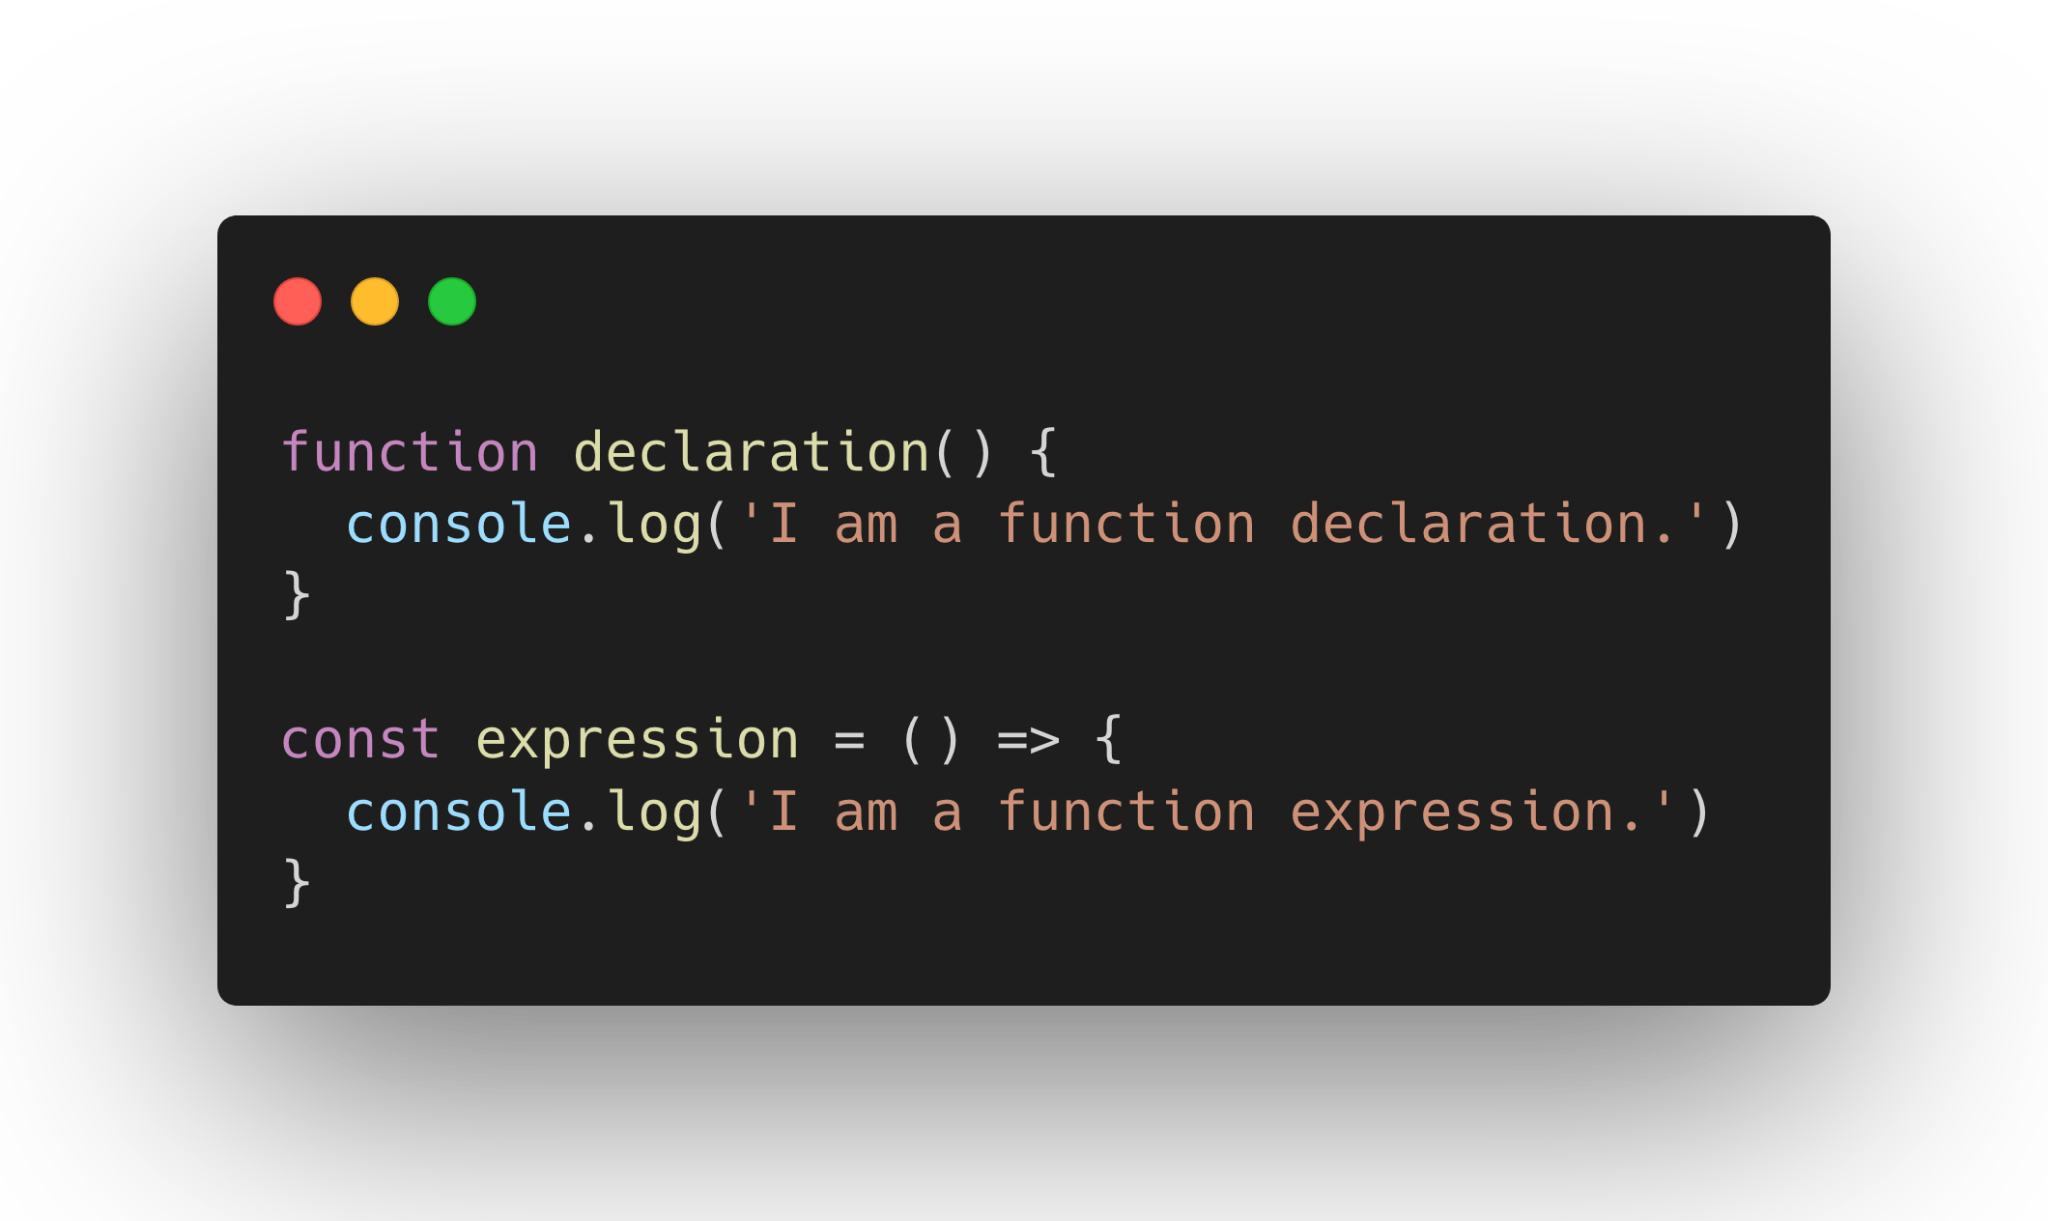 function declaration() {
  console.log('I am a function declaration.')
}

const expression = () => {
  console.log('I am a function expression.')
}